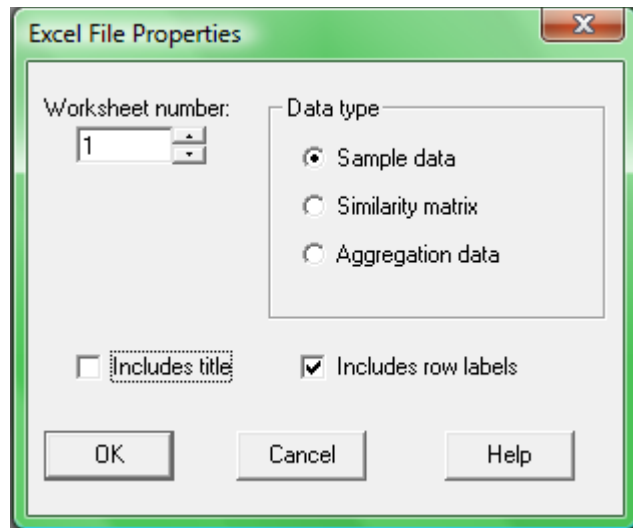 Excel File Properties
Worksheet number:
1
Data type
Sample data
Similarity matrix
Aggregation data
Includes title
Includes row labels
OK
Cancel
Help